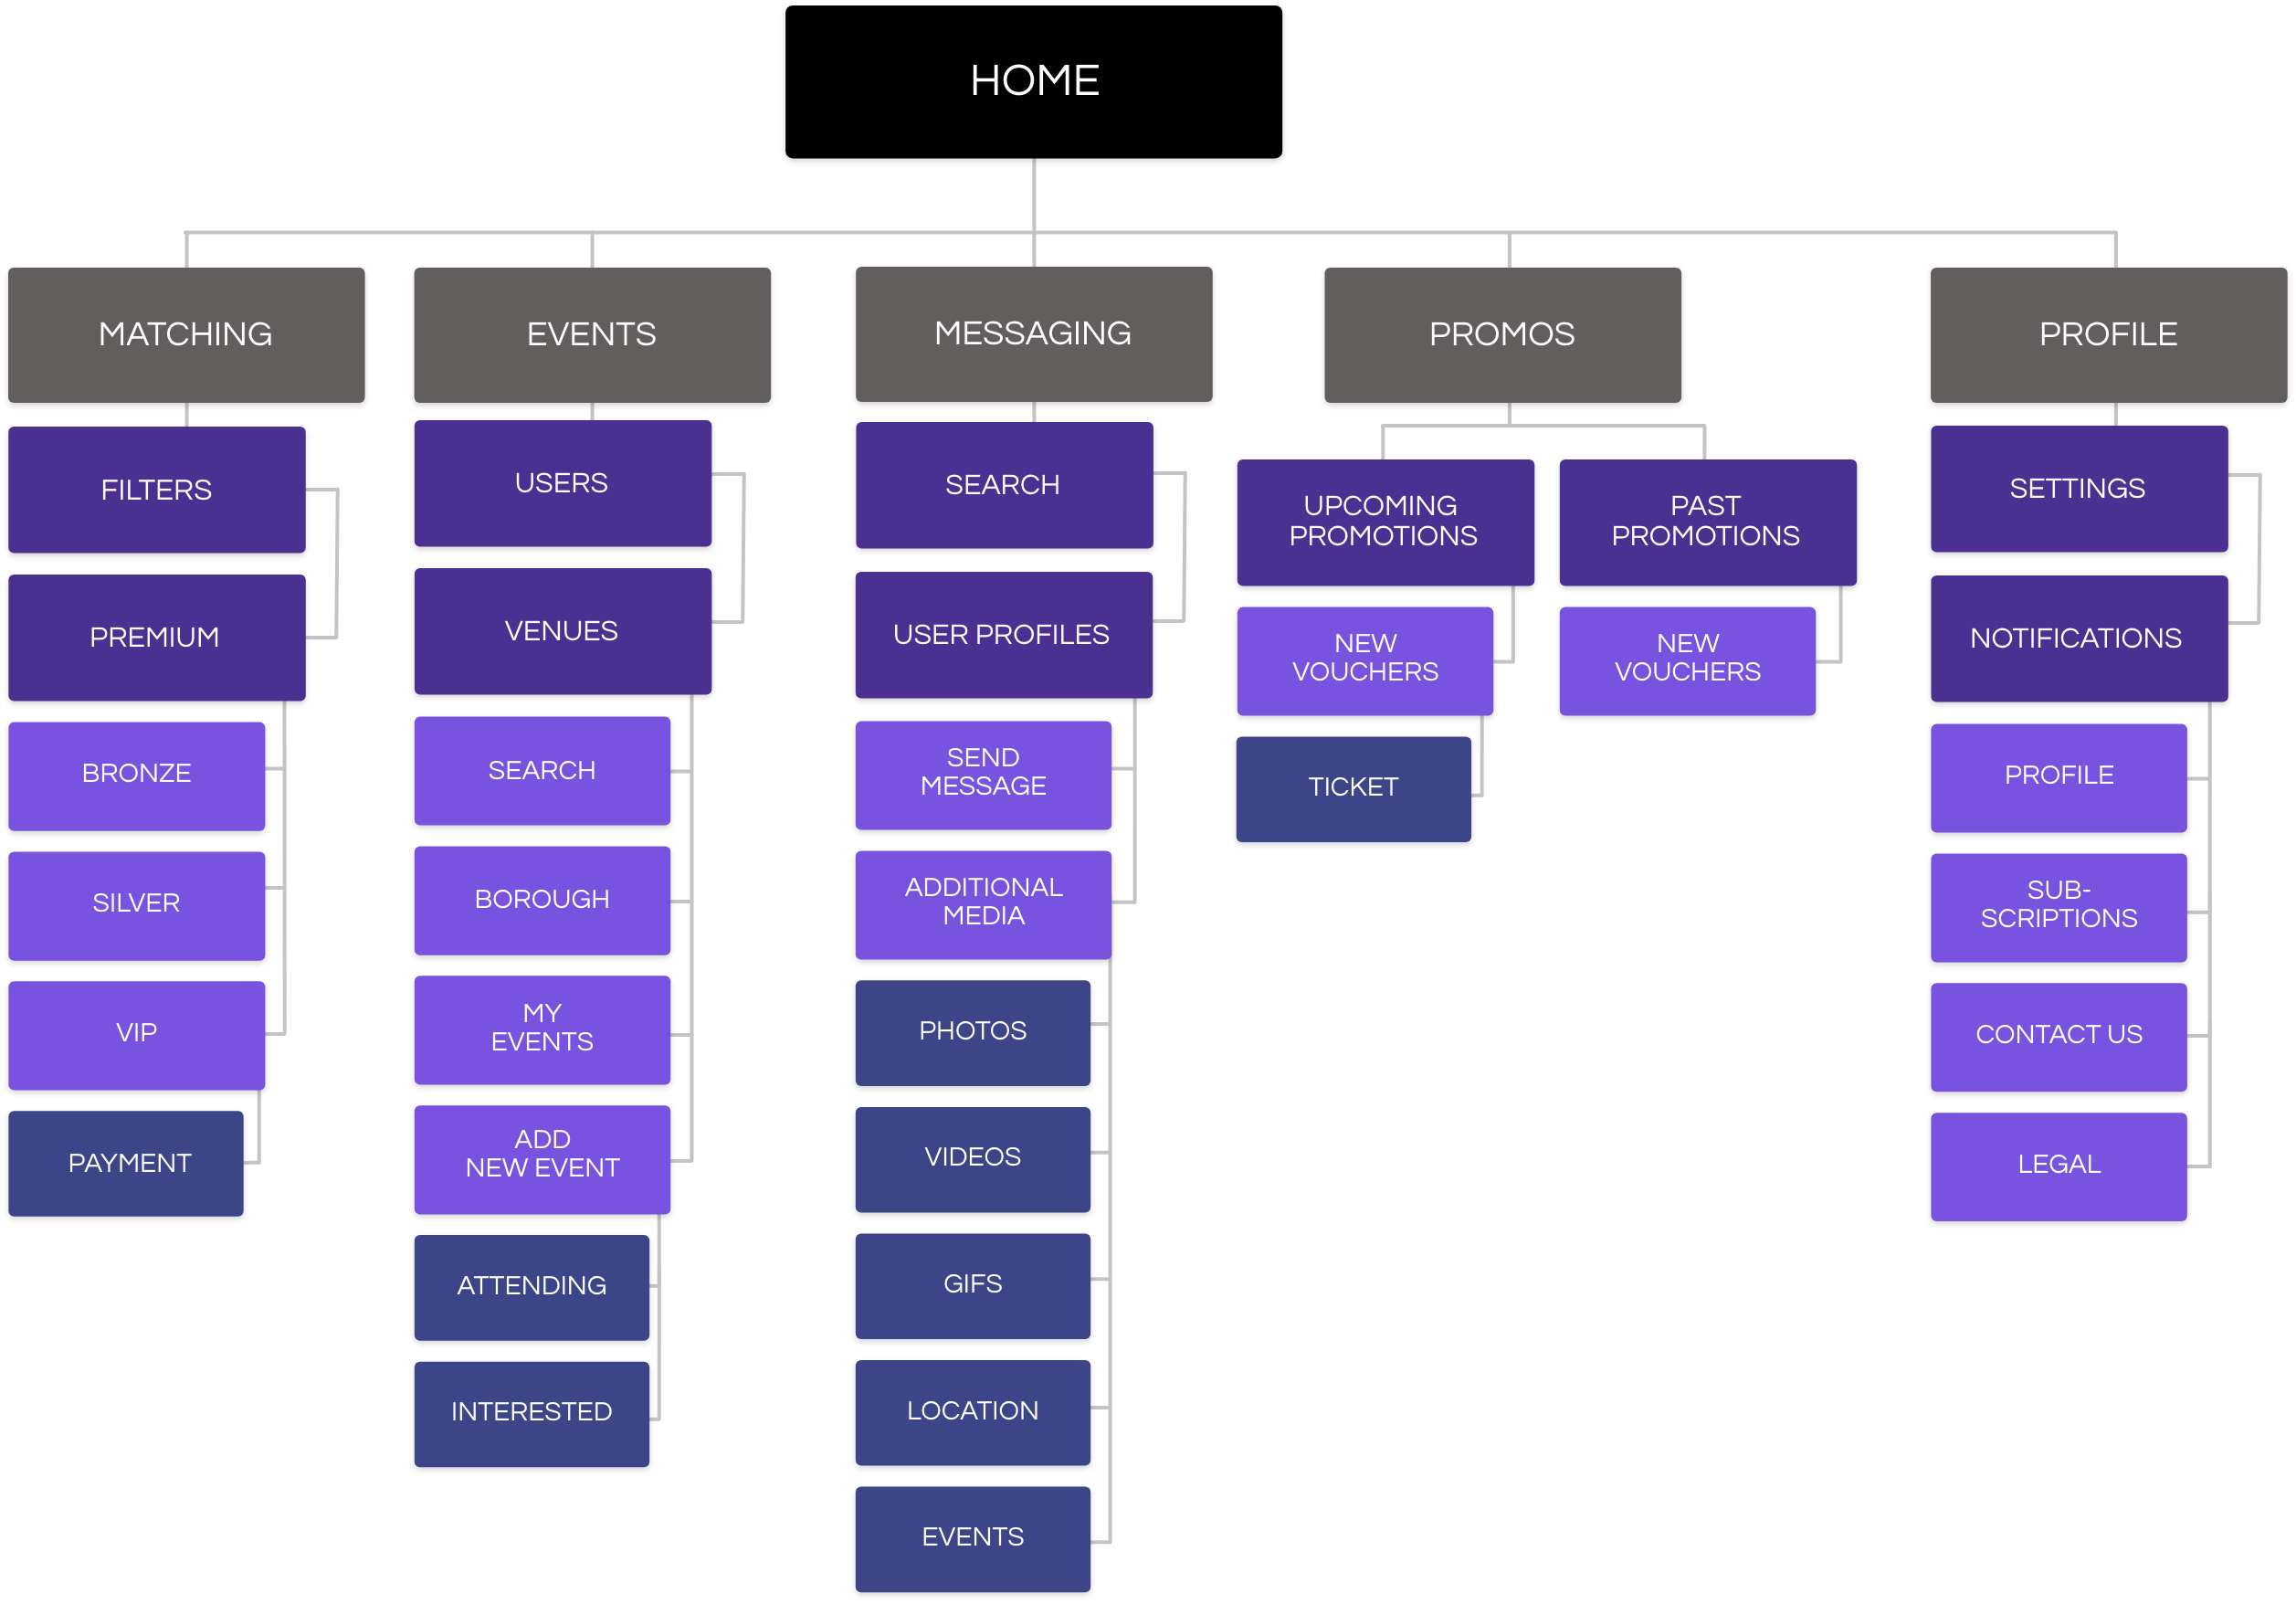 HOME
MATCHING
EVENTS
MESSAGING
PROMOS
PROFILE
FILTERS
PREMIUM
BRONZE
SILVER
VIP
PAYMENT
USERS
VENUES
SEARCH
BOROUGH
MY
EVENTS
ADD
NEW EVENT
ATTENDING
INTERESTED
SEARCH
USER PROFILES
SEND
MESSAGE
ADDITIONAL
MEDIA
PHOTOS
VIDEOS
GIFS
LOCATION
EVENTS
UPCOMING
PROMOTIONS
NEW
VOUCHERS
TICKET
PAST
PROMOTIONS
NEW
VOUCHERS
SETTINGS
NOTIFICATIONS
PROFILE
SUB-
SCRIPTIONS
CONTACT US
LEGAL